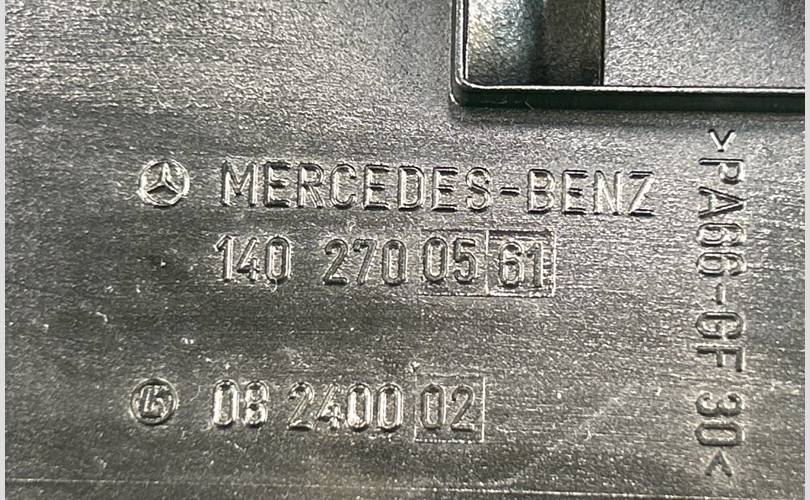 MERCEDES-BENZ
140 270 05 61
08 2400 02
>PA66-GF 30<